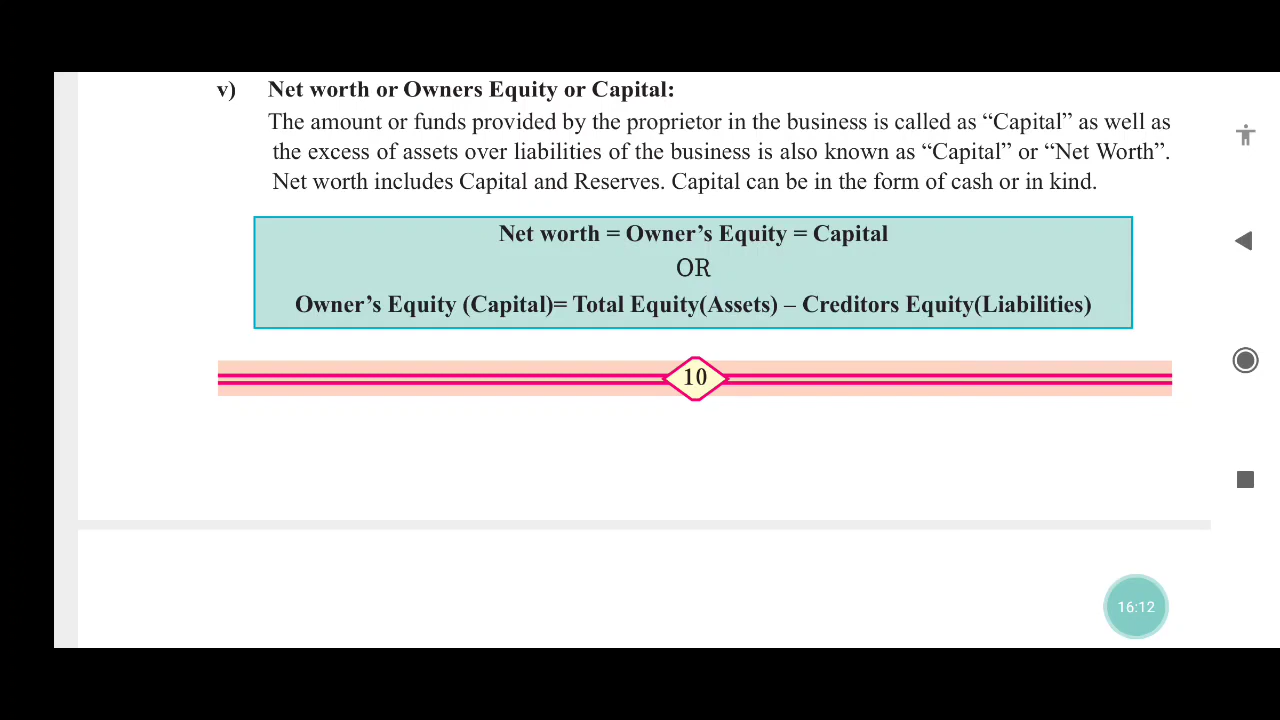 v) Net worth or Owners Equity or Capital:
The amount or funds provided by the proprietor in the business is called as “Capital” as well as
the excess of assets over liabilities of the business is also known as “Capital” or “Net Worth”.
Net worth includes Capital and Reserves. Capital can be in the form of cash or in kind.
Net worth = Owner’s Equity = Capital
OR
Owner’s Equity (Capital)= Total Equity(Assets) – Creditors Equity(Liabilities)
10
16:12